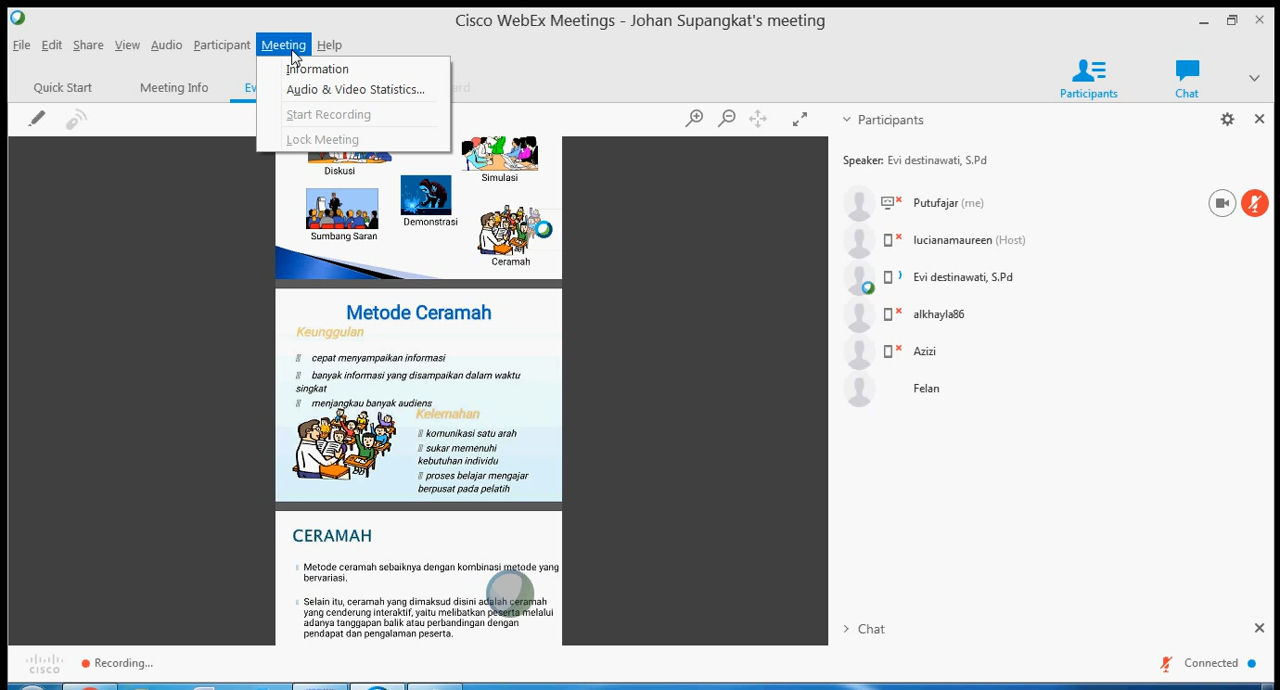 Cisco WebEx Meetings - Johan Supangkat's meeting
File Edit Share View Audio Participant Meeting Help
Information
Audio & Video Statistics...
Start Recording
Lock Meeting
Quick Start Meeting Info
Participants
Chat
Participants
Speaker: Evi destinawati, S.Pd
Putufajar (me)
lucianamaureen (Host)
Evi destinawati, S.Pd
alkhayla86
Azizi
Felan
Chat
Diskusi
Simulasi
Demonstrasi
Sumbang Saran
Ceramah
Metode Ceramah
Keunggulan
cepat menyampaikan informasi
banyak informasi yang disampaikan dalam waktu
singkat
menjangkau banyak audiens
Kelemahan
komunikasi satu arah
sukar memenuhi
kebutuhan individu
proses belajar mengajar
berpusat pada pelatih
CERAMAH
Metode ceramah sebaiknya dengan kombinasi metode yang
bervariasi.
Selain itu, ceramah yang dimaksud disini adalah ceramah
yang cenderung interaktif, yaitu melibatkan peserta melalui
adanya tanggapan balik atau perbandingan dengan
pendapat dan pengalaman peserta.
CISCO
Recording...
Connected